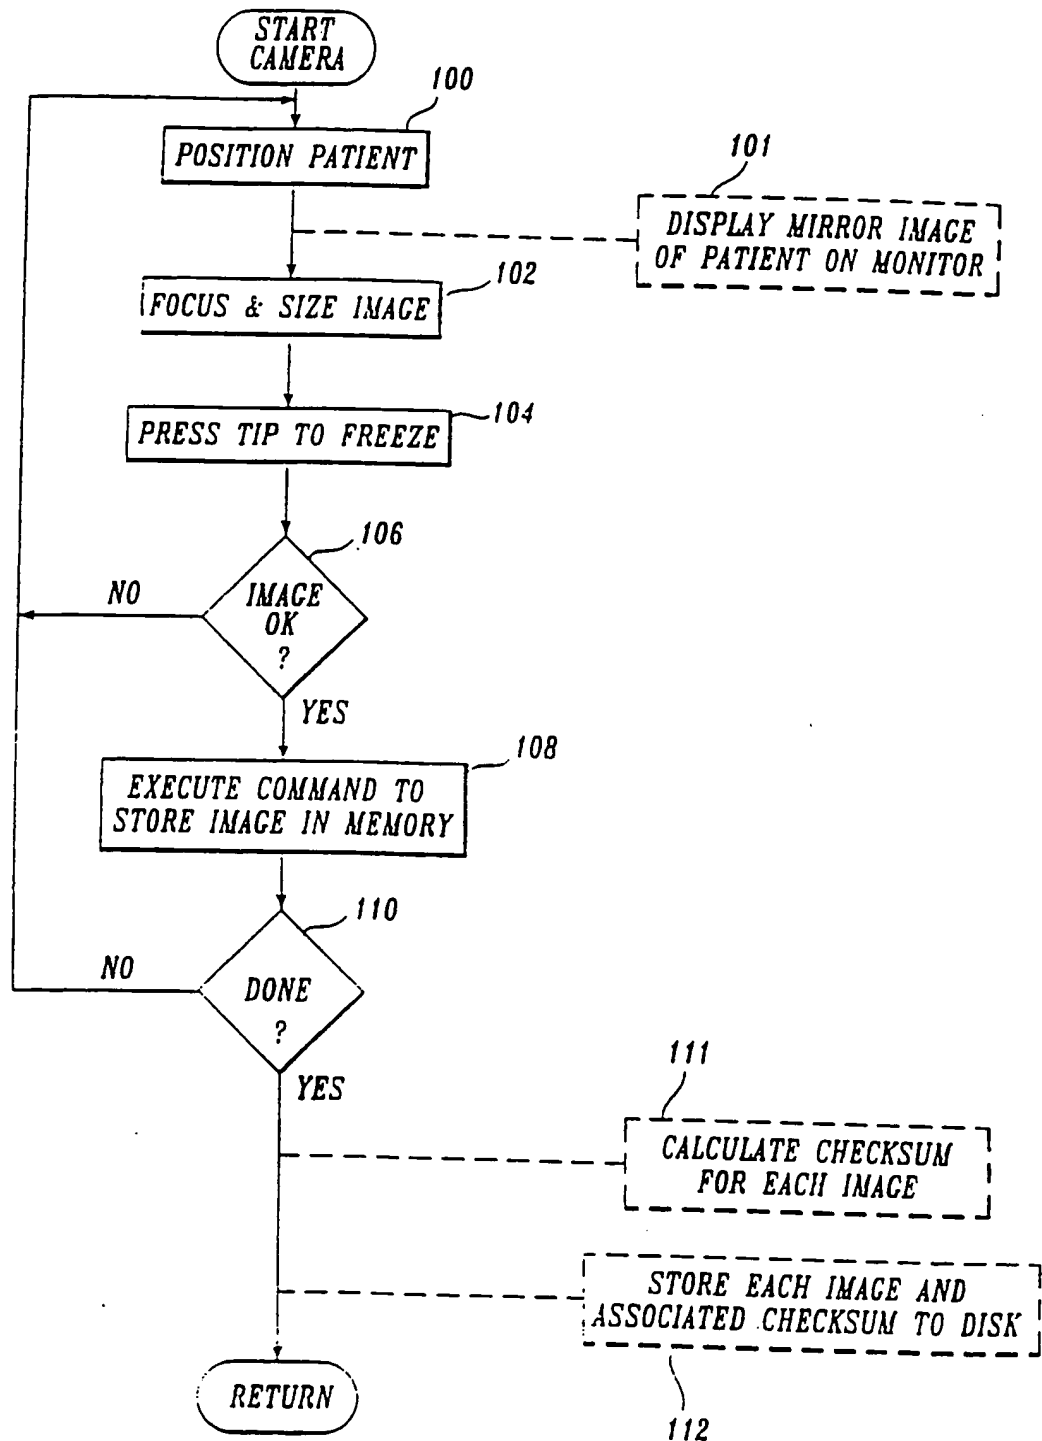 START
CAMERA
100
POSITION PATIENT
101
DISPLAY MIRROR IMAGE
OF PATIENT ON MONITOR
102
FOCUS & SIZE IMAGE
104
PRESS TIP TO FREEZE
106
IMAGE
OK
?
NO
YES
108
EXECUTE COMMAND TO
STORE IMAGE IN MEMORY
110
DONE
?
NO
YES
111
CALCULATE CHECKSUM
FOR EACH IMAGE
STORE EACH IMAGE AND
ASSOCIATED CHECKSUM TO DISK
112
RETURN